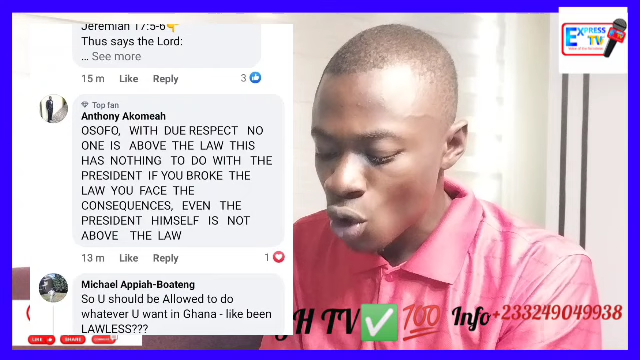 Jeremiah 17:5-6👇
Thus says the Lord:
... See more
15 m Like Reply 3
Top fan
Anthony Akomeah
OSOFO, WITH DUE RESPECT NO
ONE IS ABOVE THE LAW THIS
HAS NOTHING TO DO WITH THE
PRESIDENT IF YOU BROKE THE
LAW YOU FACE THE
CONSEQUENCES, EVEN THE
PRESIDENT HIMSELF IS NOT
ABOVE THE LAW
13 m Like Reply 1
Michael Appiah-Boateng
So U should be Allowed to do
whatever U want in Ghana - like been
LAWLESS???
EXPRESS
TV
H TV✅💯 Info+233249049938
LIKE SHARE